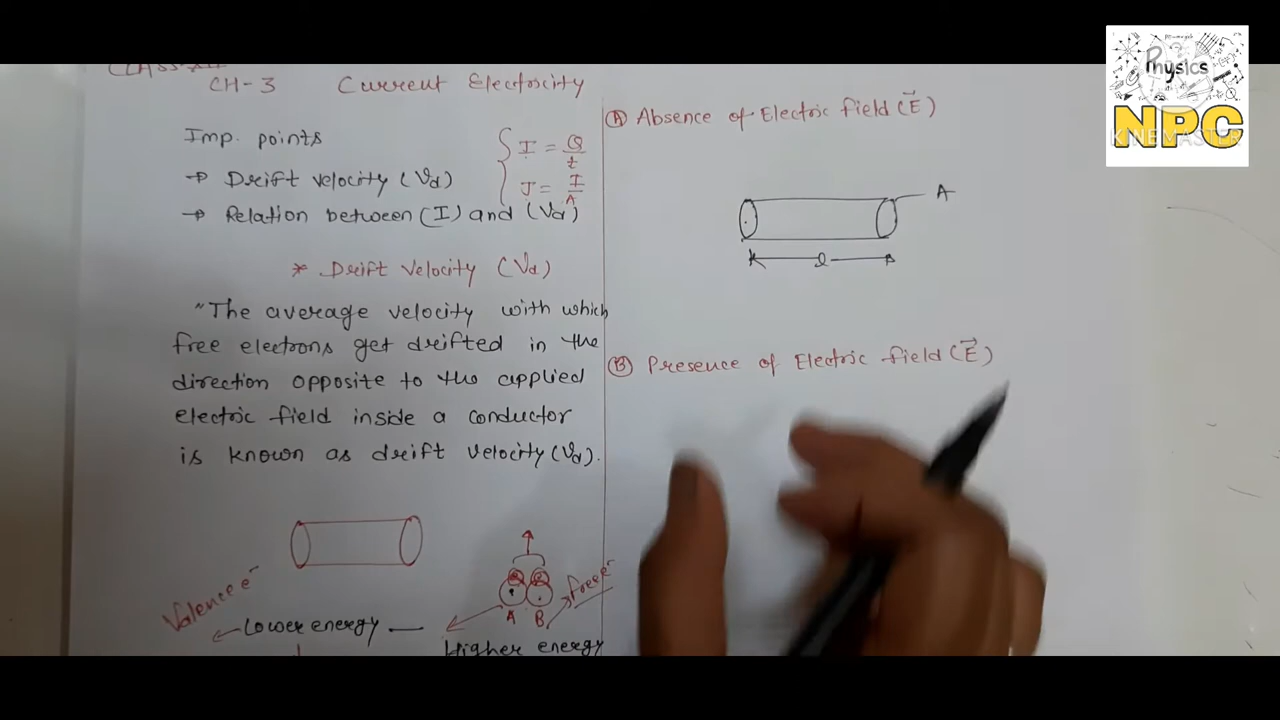 CH-3 Current Electricity
Imp. points
→ Drift velocity (Vd)
→ Relation between (I) and (Vd)
I = Q/t
J = I/A
* Drift Velocity (Vd)
"The average velocity with which
free electrons get drifted in the
direction opposite to the applied
electric field inside a conductor
is known as drift velocity (Vd).
Valence e⁻
Lower energy
A B
free e⁻
Higher energy
Ⓐ Absence of Electric field (E⃗)
A
l
Ⓑ Presence of Electric field (E⃗)
Physics
NPC
KINEMASTER